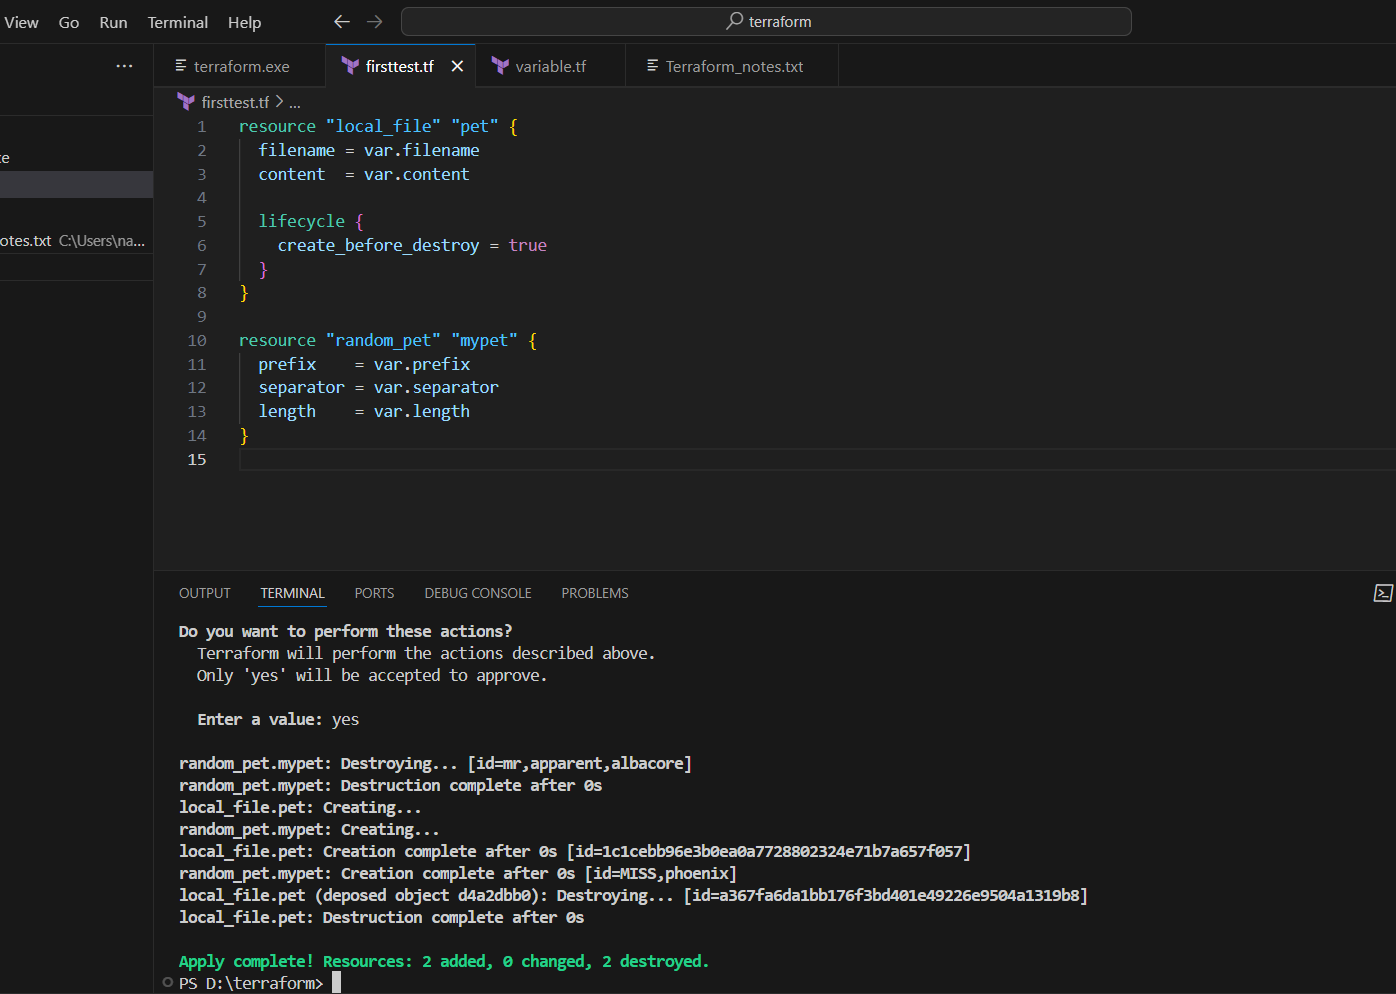 View Go Run Terminal Help
terraform
terraform.exe firsttest.tf variable.tf Terraform_notes.txt
firsttest.tf > ...
otes.txt C:\Users\na...
1 resource "local_file" "pet" {
2 filename = var.filename
3 content = var.content
4
5 lifecycle {
6 create_before_destroy = true
7 }
8 }
9
10 resource "random_pet" "mypet" {
11 prefix = var.prefix
12 separator = var.separator
13 length = var.length
14 }
15
OUTPUT TERMINAL PORTS DEBUG CONSOLE PROBLEMS
Do you want to perform these actions?
Terraform will perform the actions described above.
Only 'yes' will be accepted to approve.
Enter a value: yes
random_pet.mypet: Destroying... [id=mr,apparent,albacore]
random_pet.mypet: Destruction complete after 0s
local_file.pet: Creating...
random_pet.mypet: Creating...
local_file.pet: Creation complete after 0s [id=1c1cebb96e3b0ea0a7728802324e71b7a657f057]
random_pet.mypet: Creation complete after 0s [id=MISS,phoenix]
local_file.pet (deposed object d4a2dbb0): Destroying... [id=a367fa6da1bb176f3bd401e49226e9504a1319b8]
local_file.pet: Destruction complete after 0s
Apply complete! Resources: 2 added, 0 changed, 2 destroyed.
PS D:\terraform>